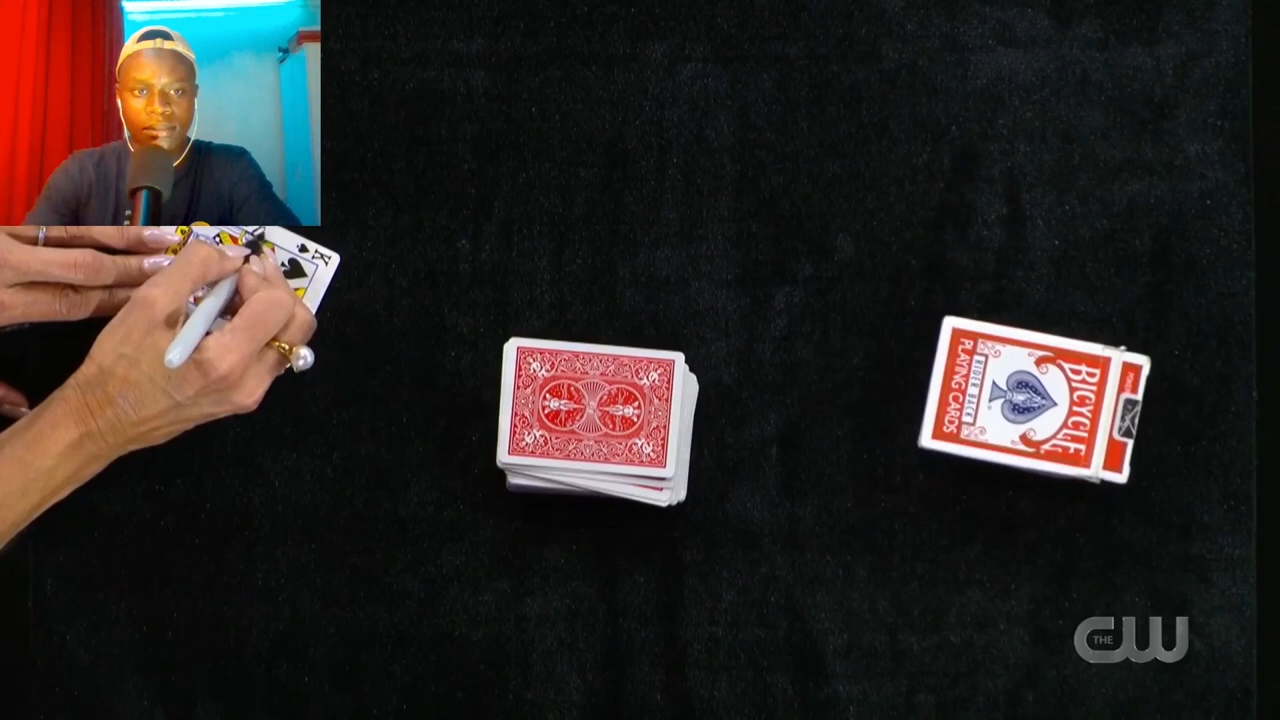 K
BICYCLE
RIDER BACK
PLAYING CARDS
THE CW